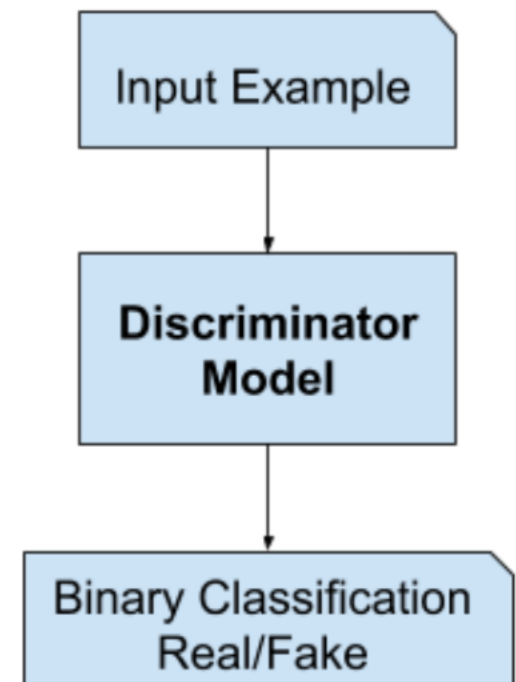 Input Example
Discriminator
Model
Binary Classification
Real/Fake